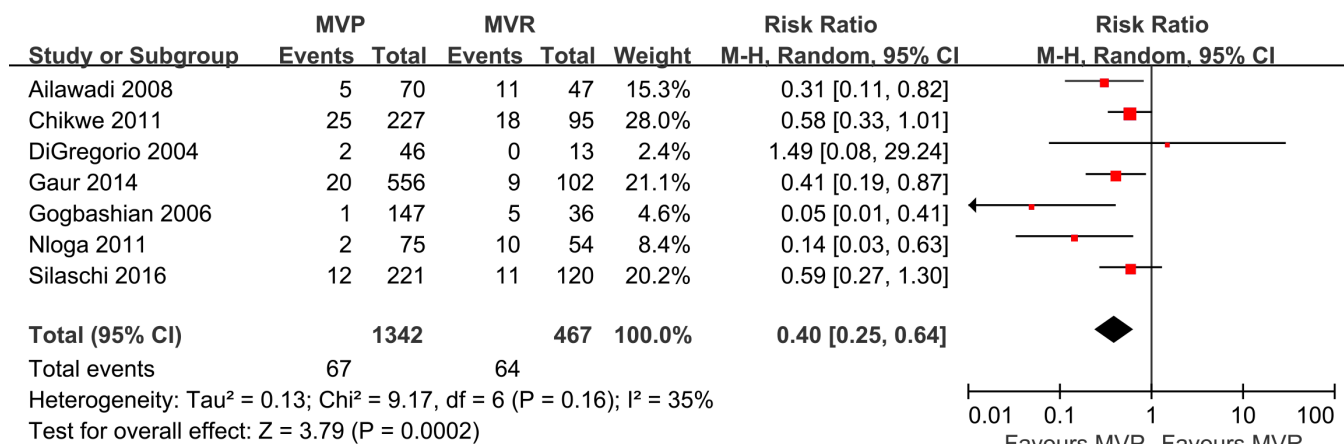 MVP MVR Risk Ratio Risk Ratio
Study or Subgroup Events Total Events Total Weight M-H, Random, 95% CI M-H, Random, 95% CI
Ailawadi 2008 5 70 11 47 15.3% 0.31 [0.11, 0.82]
Chikwe 2011 25 227 18 95 28.0% 0.58 [0.33, 1.01]
DiGregorio 2004 2 46 0 13 2.4% 1.49 [0.08, 29.24]
Gaur 2014 20 556 9 102 21.1% 0.41 [0.19, 0.87]
Gogbashian 2006 1 147 5 36 4.6% 0.05 [0.01, 0.41]
Nloga 2011 2 75 10 54 8.4% 0.14 [0.03, 0.63]
Silaschi 2016 12 221 11 120 20.2% 0.59 [0.27, 1.30]
Total (95% CI) 1342 467 100.0% 0.40 [0.25, 0.64]
Total events 67 64
Heterogeneity: Tau² = 0.13; Chi² = 9.17, df = 6 (P = 0.16); I² = 35%
Test for overall effect: Z = 3.79 (P = 0.0002)
0.01 0.1 1 10 100
Favours MVP Favours MVR